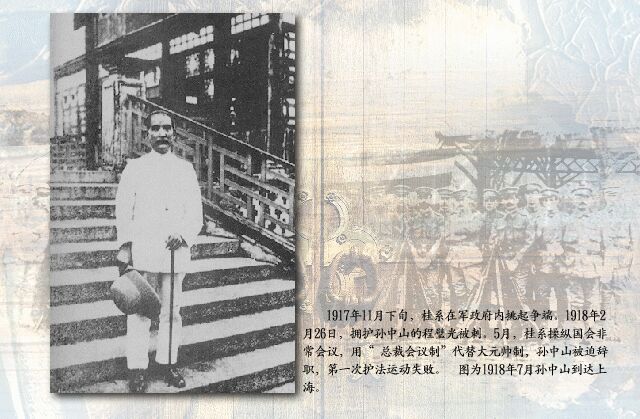 1917年11月下旬，桂系在军政府内挑起争端。1918年2
月26日，拥护孙中山的程璧光被刺。5月，桂系操纵国会非
常会议，用“总裁会议制”代替大元帅制，孙中山被迫辞
职，第一次护法运动失败。 图为1918年7月孙中山到达上
海。